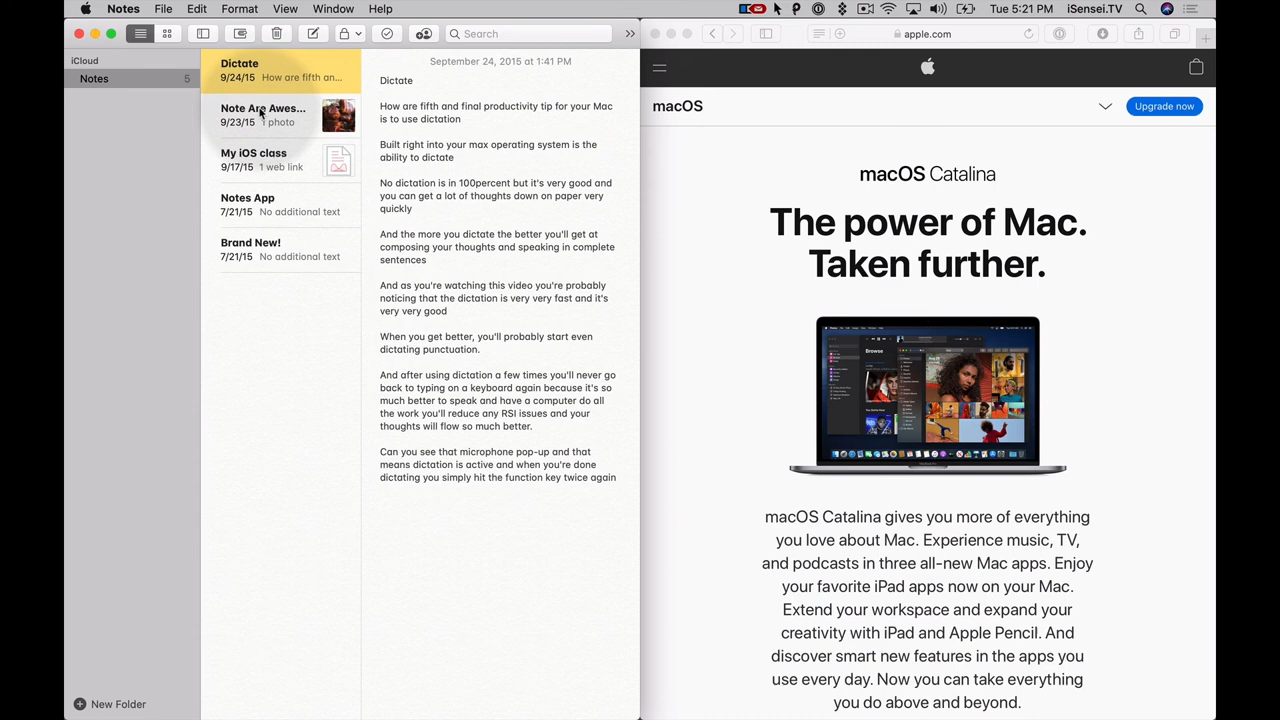 Notes File Edit Format View Window Help
Tue 5:21 PM iSensei.TV
Search
apple.com
iCloud
Notes 5
Dictate
9/24/15 How are fifth an...
Note Are Awes...
9/23/15 1 photo
My iOS class
9/17/15 1 web link
Notes App
7/21/15 No additional text
Brand New!
7/21/15 No additional text
New Folder
September 24, 2015 at 1:41 PM
Dictate
How are fifth and final productivity tip for your Mac
is to use dictation
Built right into your max operating system is the
ability to dictate
No dictation is in 100percent but it's very good and
you can get a lot of thoughts down on paper very
quickly
And the more you dictate the better you'll get at
composing your thoughts and speaking in complete
sentences
And as you're watching this video you're probably
noticing that the dictation is very very fast and it's
very very good
When you get better, you'll probably start even
dictating punctuation.
And after using dictation a few times you'll never go
back to typing on a keyboard again because it's so
much better to speak and have a computer do all
the work you'll reduce any RSI issues and your
thoughts will flow so much better.
Can you see that microphone pop-up and that
means dictation is active and when you're done
dictating you simply hit the function key twice again
macOS
Upgrade now
macOS Catalina
The power of Mac.
Taken further.
Browse
macOS Catalina gives you more of everything
you love about Mac. Experience music, TV,
and podcasts in three all-new Mac apps. Enjoy
your favorite iPad apps now on your Mac.
Extend your workspace and expand your
creativity with iPad and Apple Pencil. And
discover smart new features in the apps you
use every day. Now you can take everything
you do above and beyond.